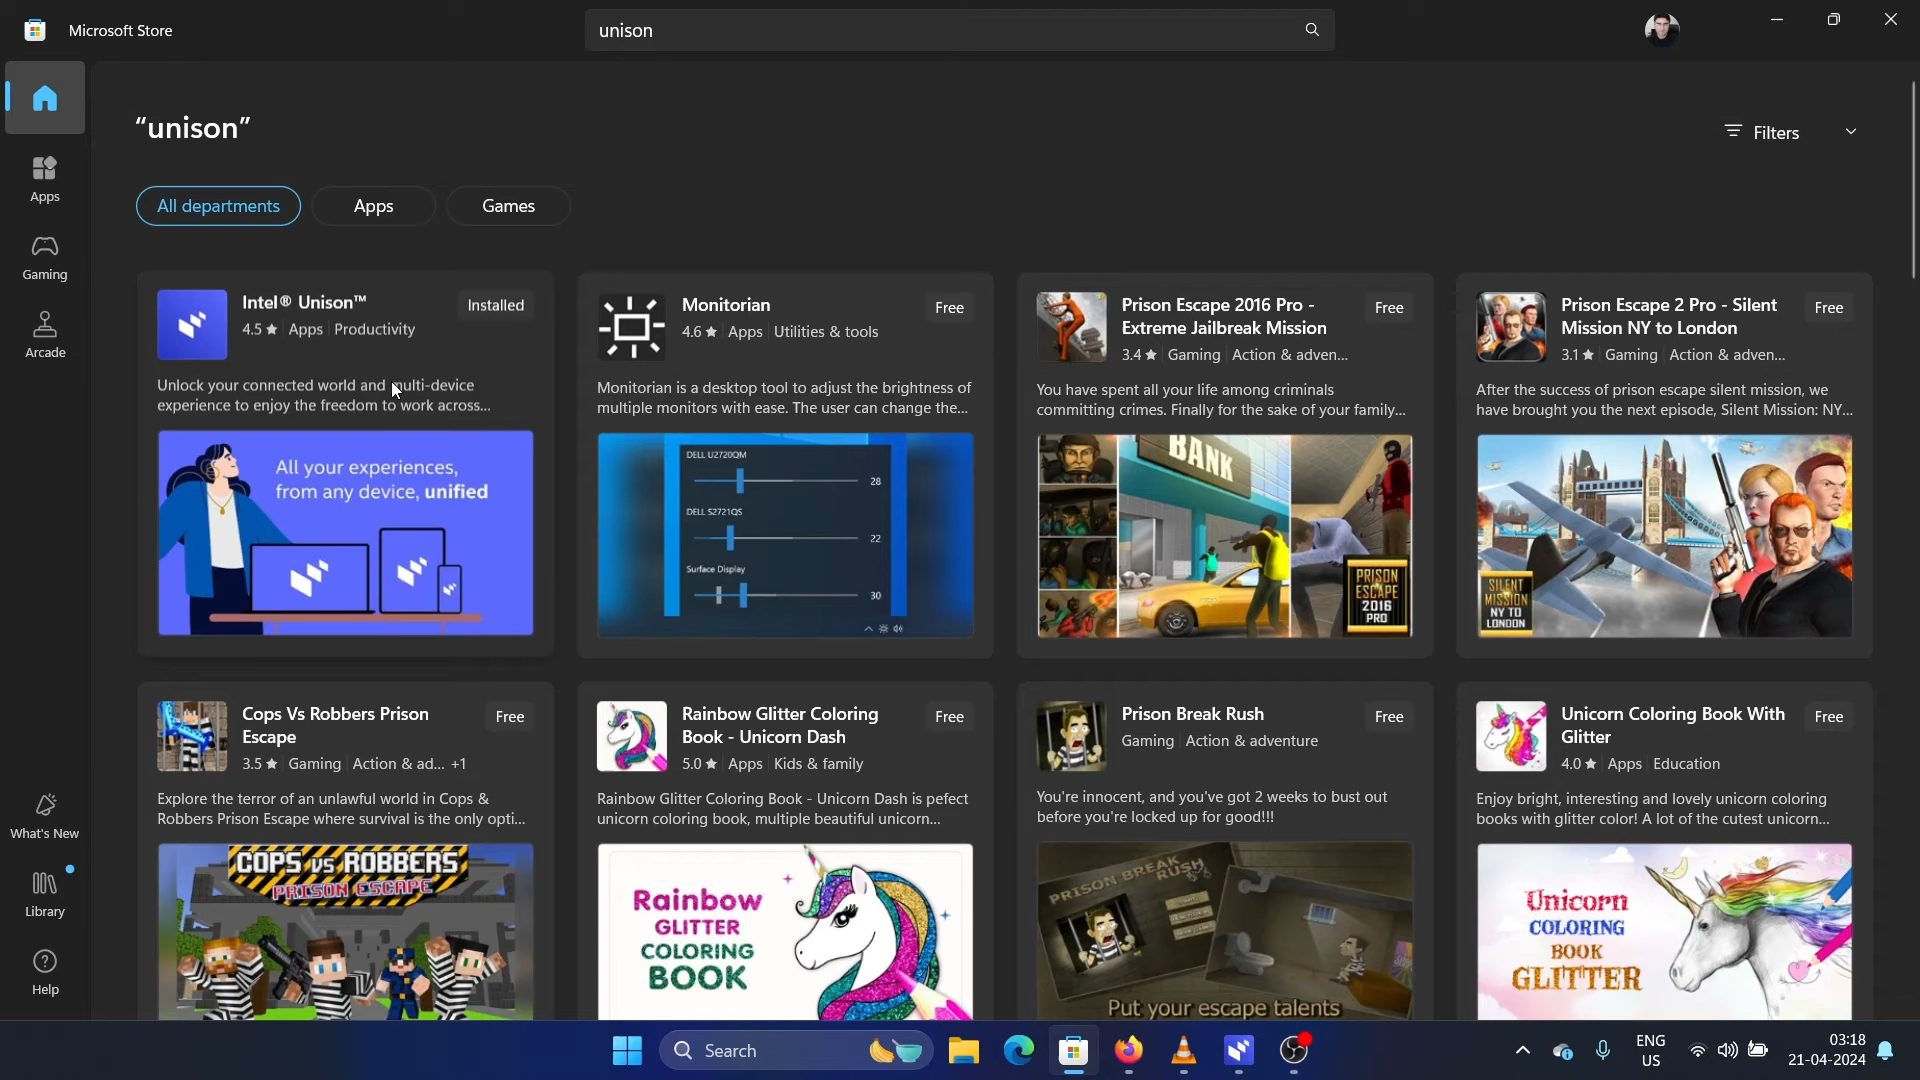 Microsoft Store
unison
“unison”
Filters
All departments
Apps
Games
Apps
Gaming
Arcade
What's New
Library
Help
Intel® Unison™
Installed
4.5 ★ Apps Productivity
Unlock your connected world and multi-device
experience to enjoy the freedom to work across...
All your experiences,
from any device, unified
Monitorian
Free
4.6 ★ Apps Utilities & tools
Monitorian is a desktop tool to adjust the brightness of
multiple monitors with ease. The user can change the...
DELL U2720QM
28
DELL S2721QS
22
Surface Display
30
Prison Escape 2016 Pro -
Extreme Jailbreak Mission
Free
3.4 ★ Gaming Action & adven...
You have spent all your life among criminals
committing crimes. Finally for the sake of your family...
BANK
PRISON
ESCAPE
2016
PRO
Prison Escape 2 Pro - Silent
Mission NY to London
Free
3.1 ★ Gaming Action & adven...
After the success of prison escape silent mission, we
have brought you the next episode, Silent Mission: NY...
SILENT
MISSION
NY TO
LONDON
Cops Vs Robbers Prison
Escape
Free
3.5 ★ Gaming Action & ad... +1
Explore the terror of an unlawful world in Cops &
Robbers Prison Escape where survival is the only opti...
COPS VS ROBBERS
PRISON ESCAPE
Rainbow Glitter Coloring
Book - Unicorn Dash
Free
5.0 ★ Apps Kids & family
Rainbow Glitter Coloring Book - Unicorn Dash is pefect
unicorn coloring book, multiple beautiful unicorn...
Rainbow
GLITTER
COLORING
BOOK
Prison Break Rush
Free
Gaming Action & adventure
You're innocent, and you've got 2 weeks to bust out
before you're locked up for good!!!
PRISON BREAK
RUSH
Put your escape talents
Unicorn Coloring Book With
Glitter
Free
4.0 ★ Apps Education
Enjoy bright, interesting and lovely unicorn coloring
books with glitter color! A lot of the cutest unicorn...
Unicorn
COLORING
BOOK
GLITTER
Search
ENG
US
03:18
21-04-2024